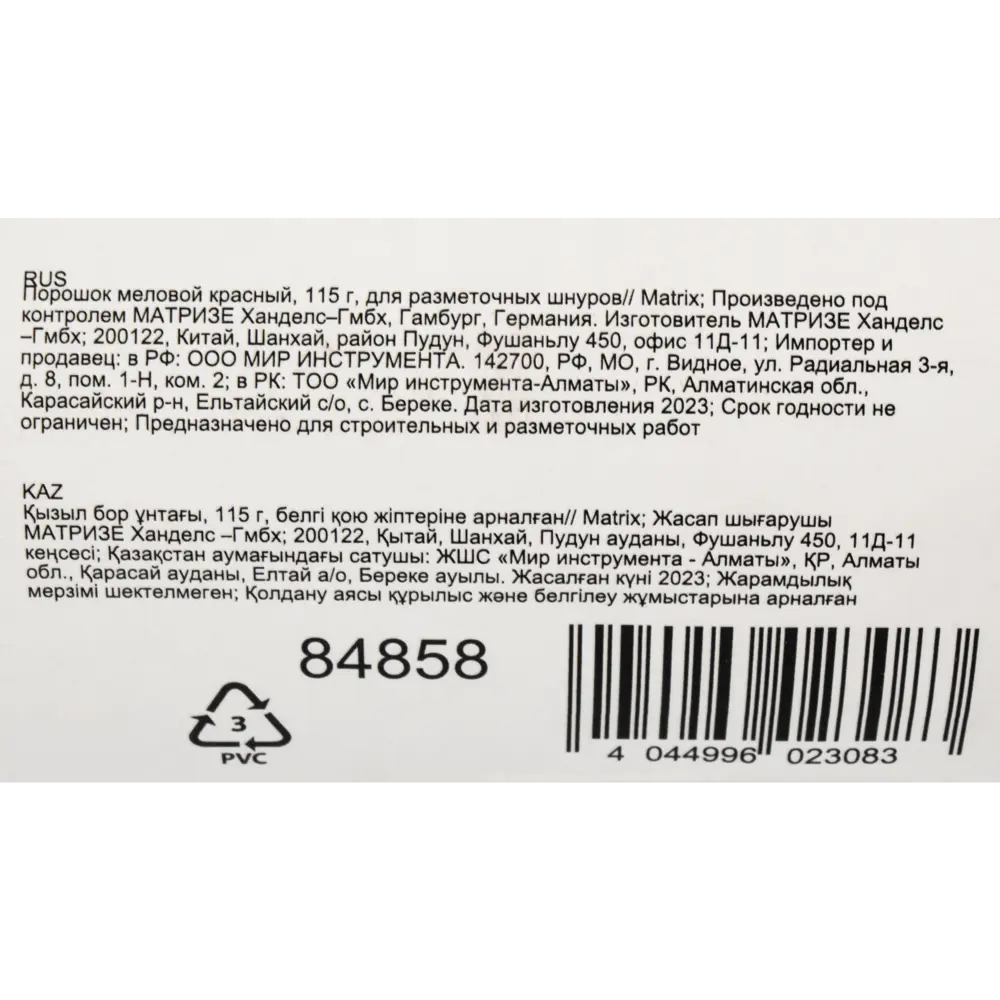 RUS
Порошок меловой красный, 115 г, для разметочных шнуров// Matrix; Произведено под
контролем МАТРИЗЕ Ханделс–Гмбх, Гамбург, Германия. Изготовитель МАТРИЗЕ Ханделс
–Гмбх; 200122, Китай, Шанхай, район Пудун, Фушаньлу 450, офис 11Д-11; Импортер и
продавец: в РФ: ООО МИР ИНСТРУМЕНТА. 142700, РФ, МО, г. Видное, ул. Радиальная 3-я,
д. 8, пом. 1-Н, ком. 2; в РК: ТОО «Мир инструмента-Алматы», РК, Алматинская обл.,
Карасайский р-н, Ельтайский с/о, с. Береке. Дата изготовления 2023; Срок годности не
ограничен; Предназначено для строительных и разметочных работ
KAZ
Қызыл бор ұнтағы, 115 г, белгі қою жіптеріне арналған// Matrix; Жасап шығарушы
МАТРИЗЕ Ханделс –Гмбх; 200122, Қытай, Шанхай, Пудун ауданы, Фушаньлу 450, 11Д-11
кеңсесі; Қазақстан аумағындағы сатушы: ЖШС «Мир инструмента - Алматы», ҚР, Алматы
обл., Қарасай ауданы, Елтай а/о, Береке ауылы. Жасалған күні 2023; Жарамдылық
мерзімі шектелмеген; Қолдану аясы құрылыс және белгілеу жұмыстарына арналған
84858
3
PVC
4 044996 023083